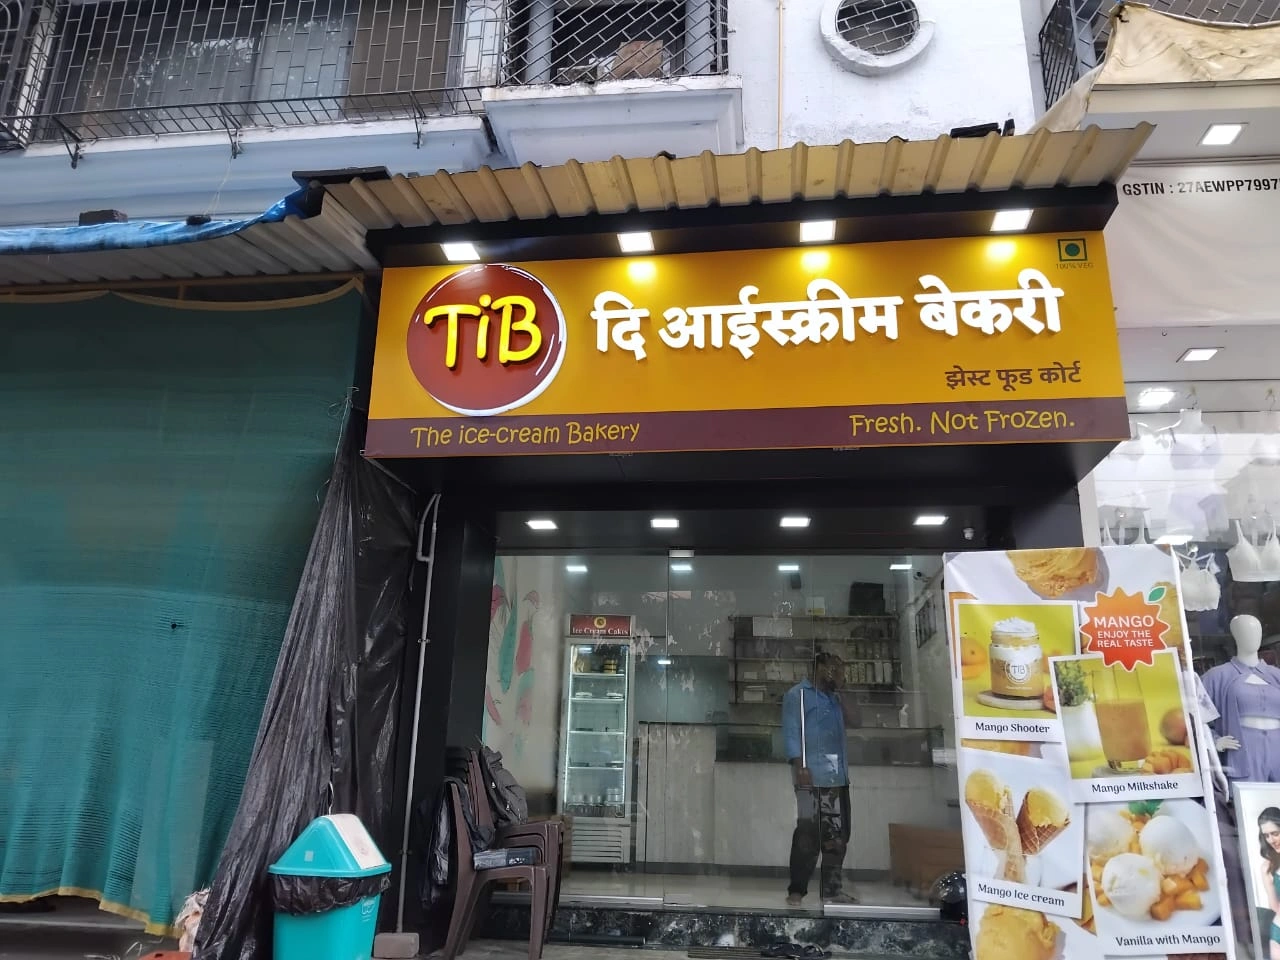 GSTIN : 27AEWPP7997
100% VEG
TiB
दि आईस्क्रीम बेकरी
झेस्ट फूड कोर्ट
The ice-cream Bakery
Fresh. Not Frozen.
Ice Cream Cakes
MANGO
ENJOY THE
REAL TASTE
TiB
Mango Shooter
Mango Milkshake
Mango Ice cream
Vanilla with Mango